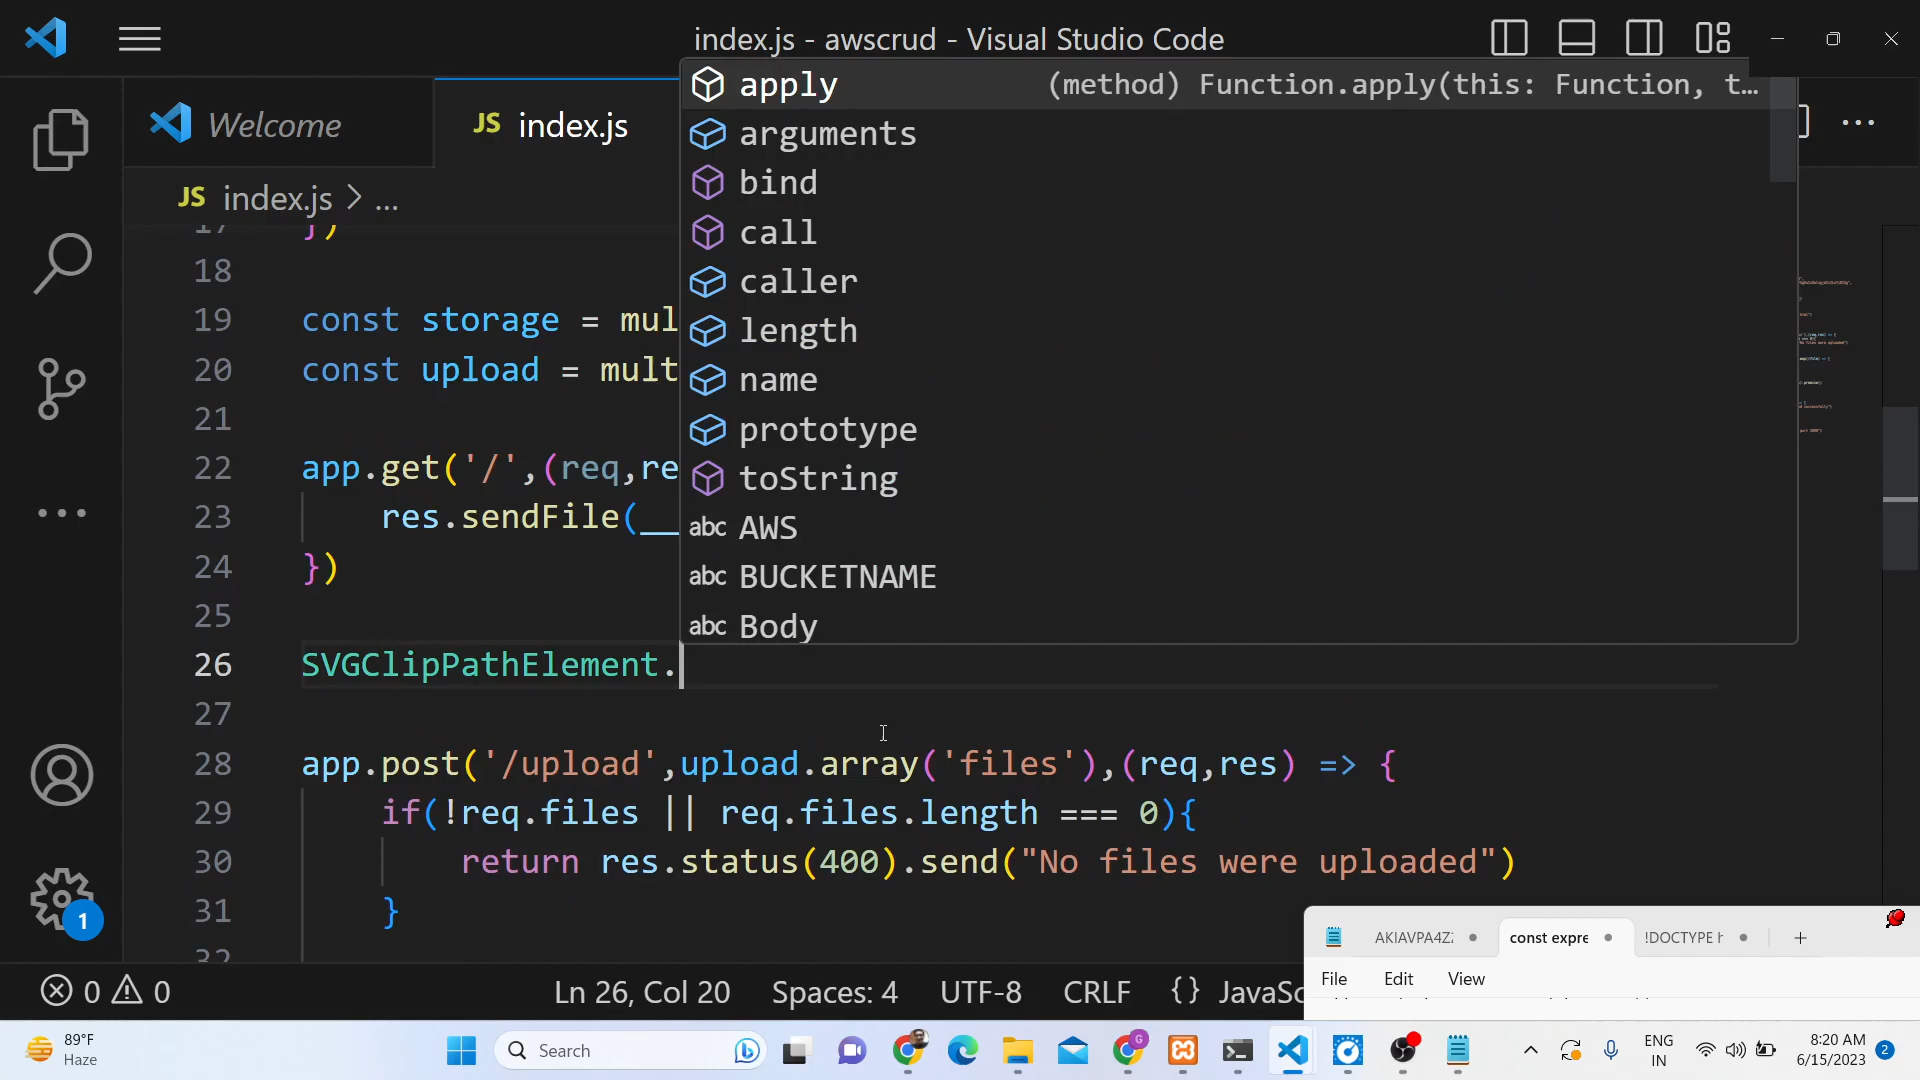 index.js - awscrud - Visual Studio Code
Welcome
JS index.js
JS index.js > ...
apply (method) Function.apply(this: Function, t…
arguments
bind
call
caller
length
name
prototype
toString
abc AWS
abc BUCKETNAME
abc Body
17 })
18
19 const storage = mul
20 const upload = mult
21
22 app.get('/',(req,re
23 res.sendFile(__
24 })
25
26 SVGClipPathElement.
27
28 app.post('/upload',upload.array('files'),(req,res) => {
29 if(!req.files || req.files.length === 0){
30 return res.status(400).send("No files were uploaded")
31 }
32
1
0 0 Ln 26, Col 20 Spaces: 4 UTF-8 CRLF {} JavaSc
AKIAVPA4Z const expre !DOCTYPE h +
File Edit View
89°F
Haze
Search
G
ENG
IN
8:20 AM
6/15/2023
2